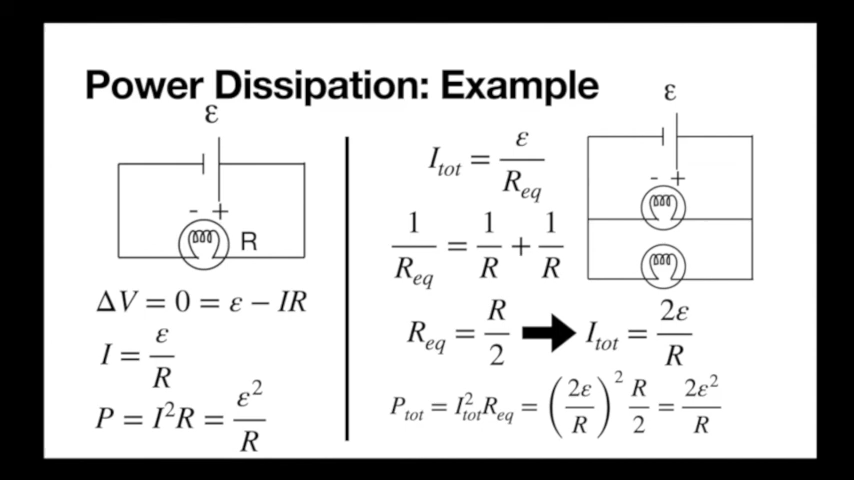 Power Dissipation: Example
ε
- +
R
ΔV = 0 = ε − IR
I = ε/R
P = I²R = ε²/R
I_tot = ε/R_eq
1/R_eq = 1/R + 1/R
R_eq = R/2 ➡ I_tot = 2ε/R
P_tot = I²_tot R_eq = (2ε/R)² R/2 = 2ε²/R
ε
- +